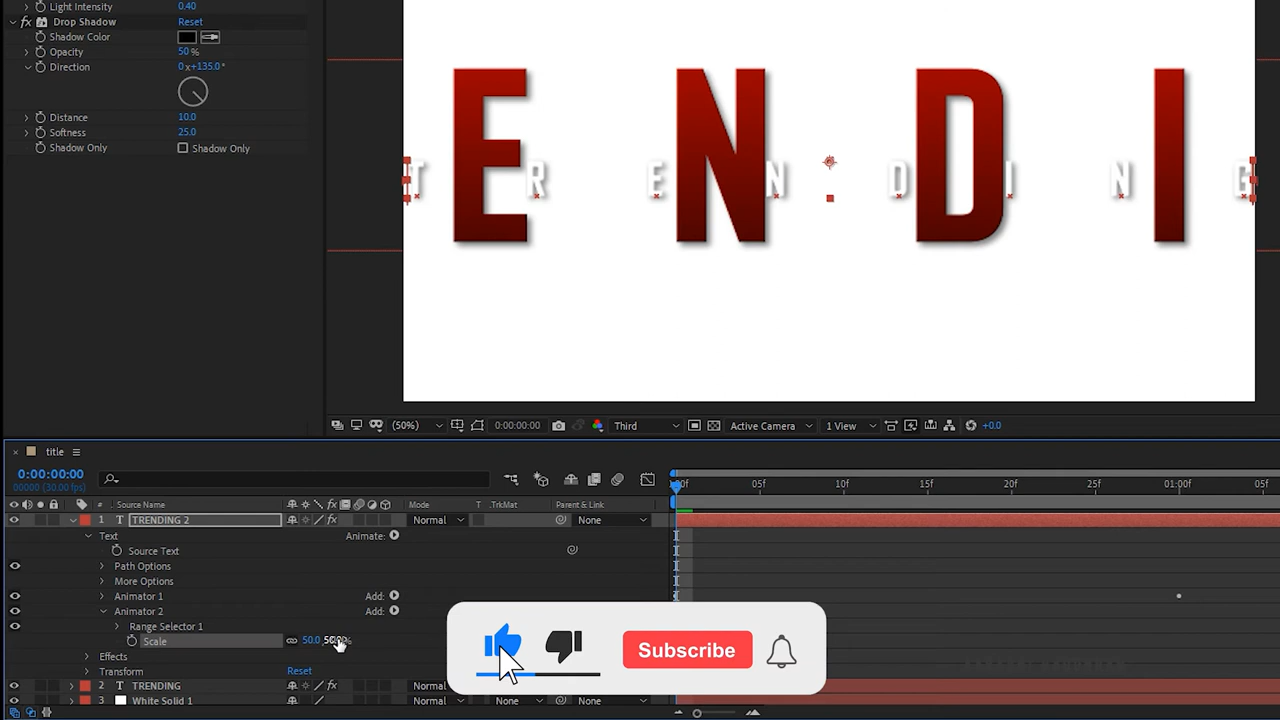 Light Intensity 0.40
fx Drop Shadow Reset
Shadow Color
Opacity 50 %
Direction 0 x+135.0°
Distance 10.0
Softness 25.0
Shadow Only Shadow Only
E N D I
T R E N D I N G
(50%) 0:00:00:00 Third Active Camera 1 View +0.0
× title
0:00:00:00
00000 (30.00 fps)
05f 10f 15f 20f 25f 01:00f 05f
# Source Name fx Mode T .TrkMat Parent & Link
1 T TRENDING 2 fx Normal None
Text Animate:
Source Text
Path Options
More Options
Animator 1 Add:
Animator 2 Add:
Range Selector 1
Scale 50.0
Subscribe
Effects
Transform Reset
2 T TRENDING fx Normal
3 White Solid 1 Normal None None